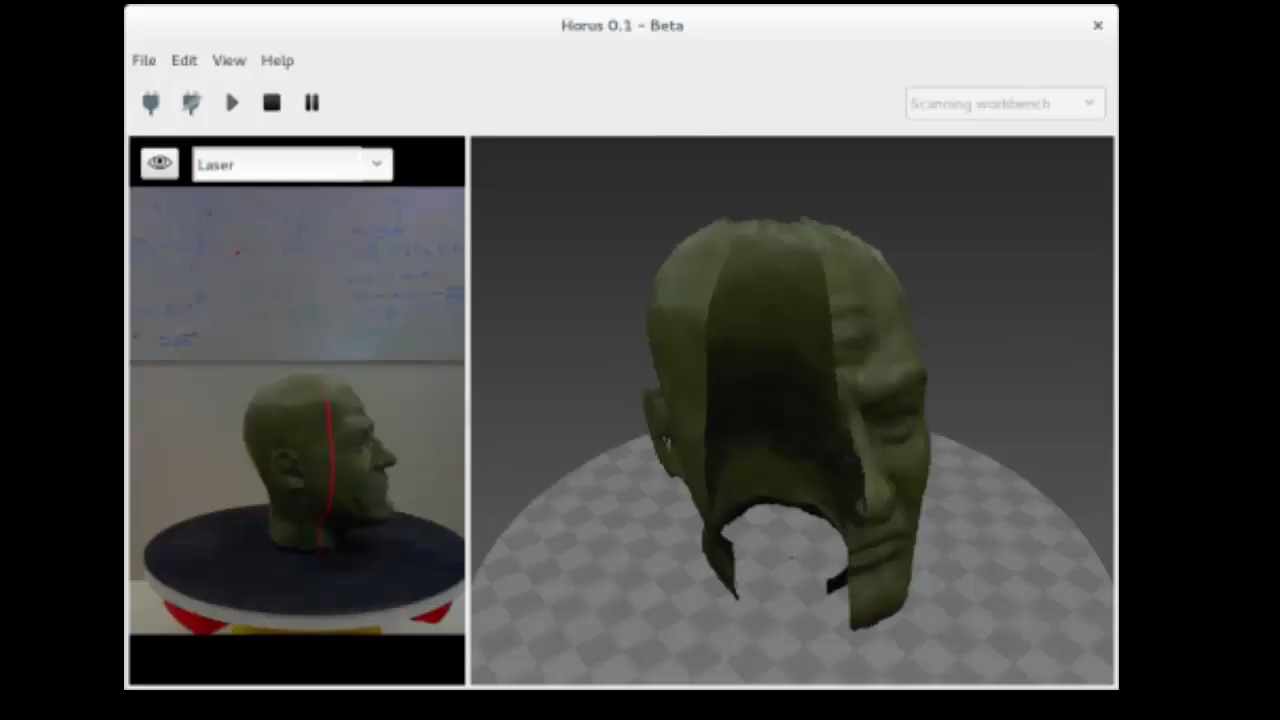 Horus 0.1 - Beta
File Edit View Help
Scanning workbench
Laser